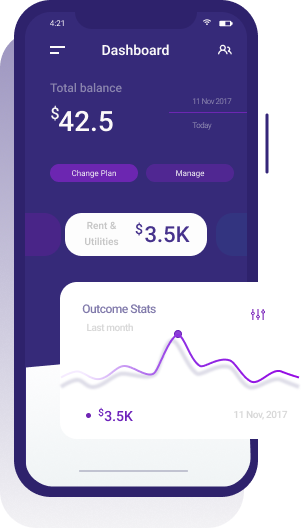 4:21
Dashboard
Total balance
$42.5
11 Nov 2017
Today
Change Plan
Manage
Rent &
Utilities
$3.5K
Outcome Stats
Last month
$3.5K
11 Nov, 2017